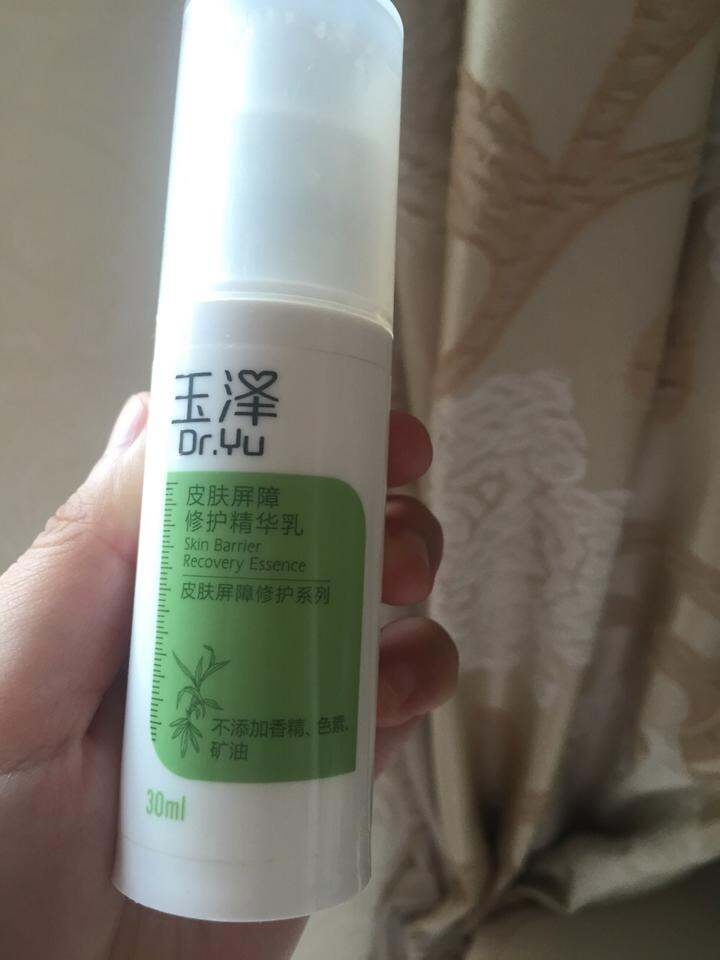 玉泽
Dr.Yu
皮肤屏障
修护精华乳
Skin Barrier
Recovery Essence
皮肤屏障修护系列
不添加香精、色素、
矿油
30ml